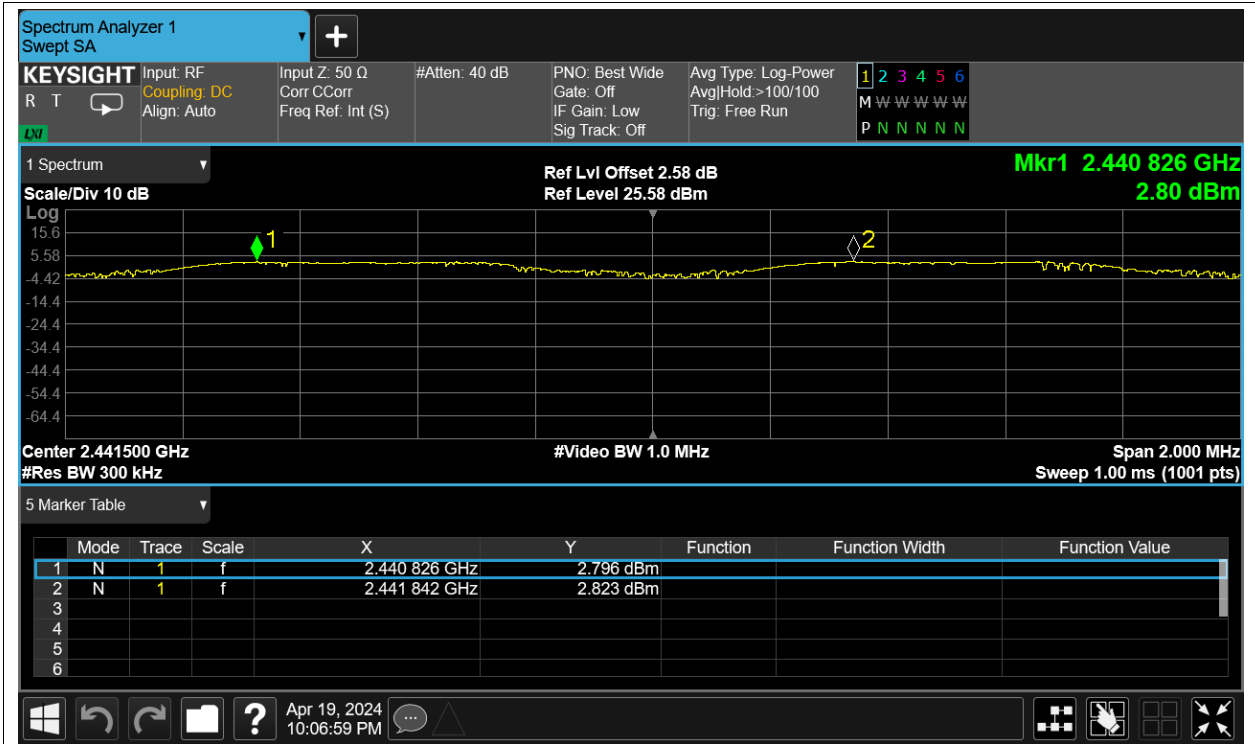 Spectrum Analyzer 1
Swept SA
KEYSIGHT
R T
LXI
Input: RF
Coupling: DC
Align: Auto
Input Z: 50 Ω
Corr CCorr
Freq Ref: Int (S)
#Atten: 40 dB
PNO: Best Wide
Gate: Off
IF Gain: Low
Sig Track: Off
Avg Type: Log-Power
Avg|Hold:>100/100
Trig: Free Run
1 2 3 4 5 6
M W W W W W
P N N N N N
1 Spectrum
Scale/Div 10 dB
Ref Lvl Offset 2.58 dB
Ref Level 25.58 dBm
Mkr1 2.440 826 GHz
2.80 dBm
Log
15.6
5.58
-4.42
-14.4
-24.4
-34.4
-44.4
-54.4
-64.4
1
2
Center 2.441500 GHz
#Res BW 300 kHz
#Video BW 1.0 MHz
Span 2.000 MHz
Sweep 1.00 ms (1001 pts)
5 Marker Table
Mode Trace Scale X Y Function Function Width Function Value
1 N 1 f 2.440 826 GHz 2.796 dBm
2 N 1 f 2.441 842 GHz 2.823 dBm
3
4
5
6
?
Apr 19, 2024
10:06:59 PM